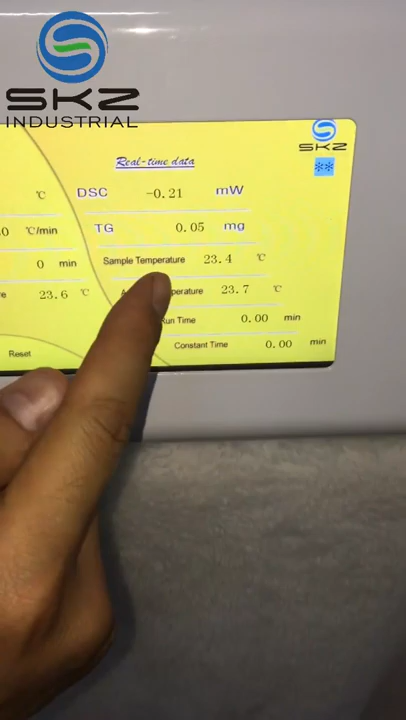 SKZ
INDUSTRIAL
SKZ
Real-time data
**
℃ DSC -0.21 mW
0 ℃/min TG 0.05 mg
0 min Sample Temperature 23.4 ℃
23.6 ℃ 23.7 ℃
Run Time 0.00 min
Reset Constant Time 0.00 min